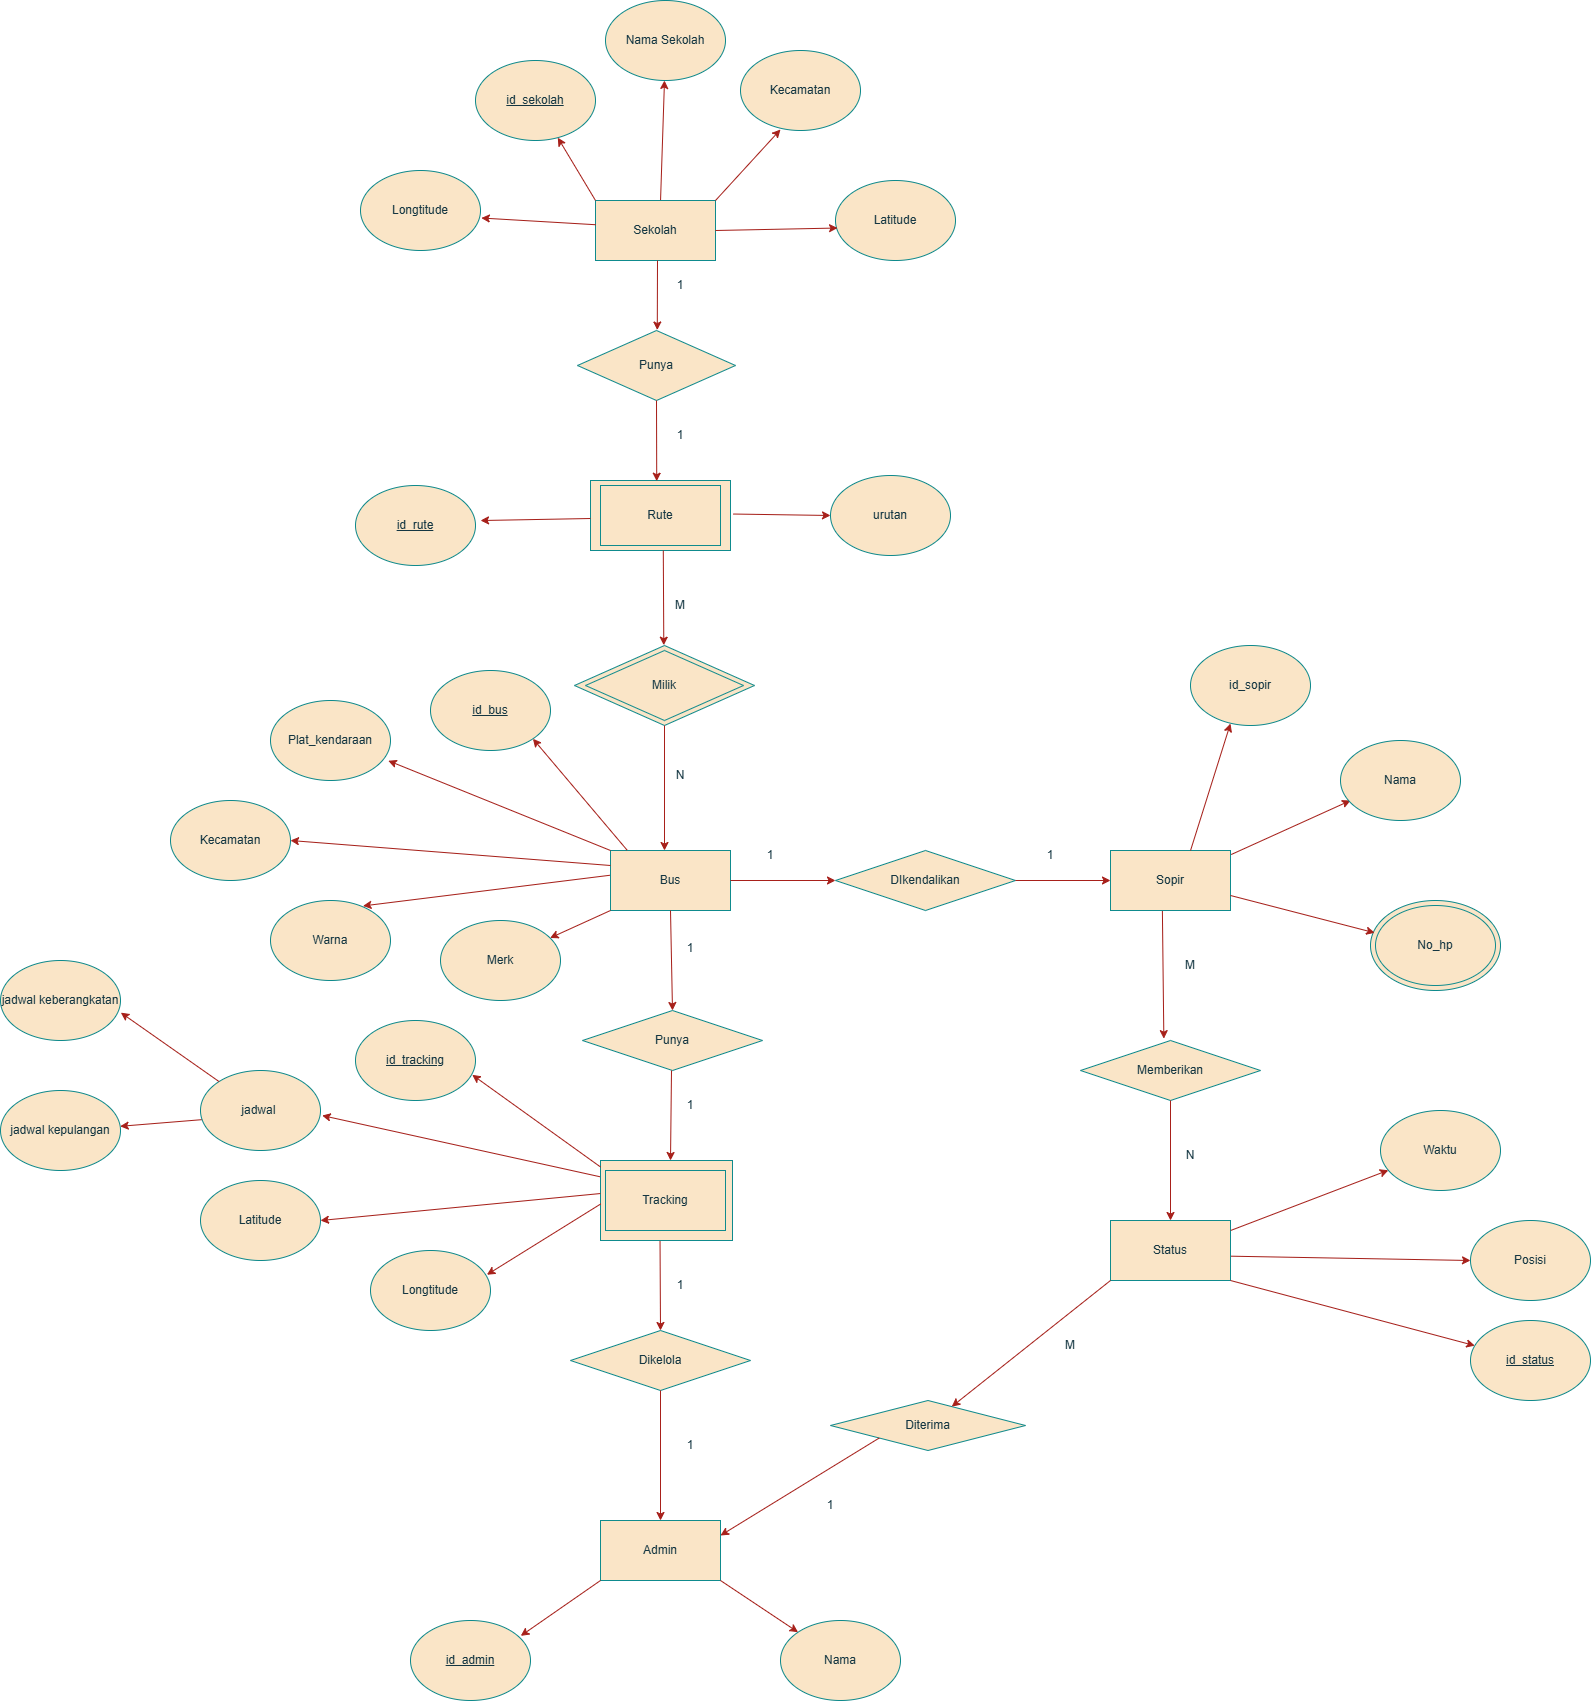 Nama Sekolah
Kecamatan
id_sekolah
Longtitude
Latitude
Sekolah
1
Punya
1
id_rute
Rute
urutan
M
Milik
id_sopir
id_bus
Plat_kendaraan
N
Nama
Kecamatan
1
1
Bus
DIkendalikan
Sopir
Warna
Merk
1
No_hp
M
jadwal keberangkatan
Punya
id_tracking
Memberikan
jadwal
1
jadwal kepulangan
N
Waktu
Tracking
Latitude
Status
Posisi
Longtitude
1
M
Dikelola
id_status
Diterima
1
1
Admin
id_admin
Nama